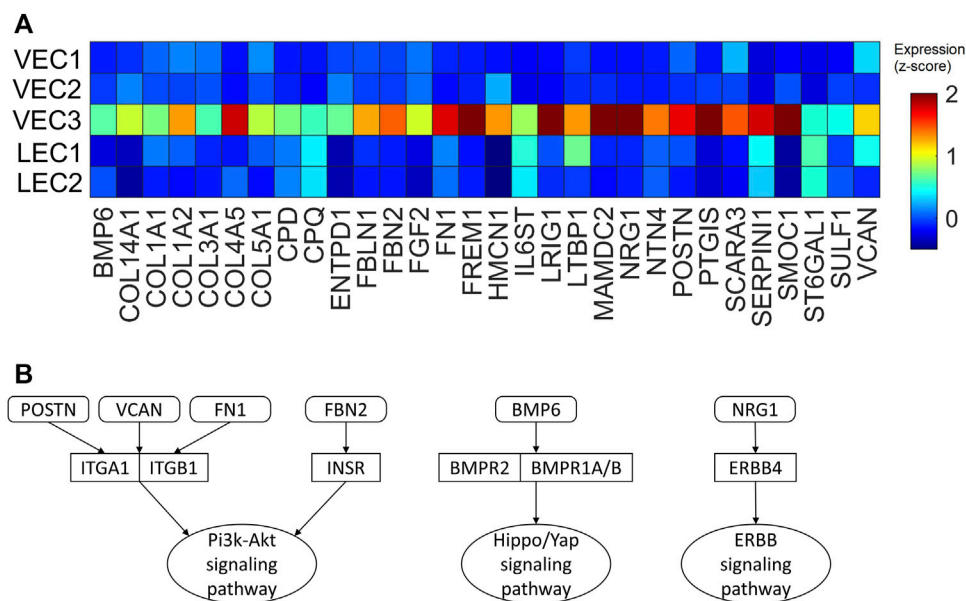 A
VEC1
VEC2
VEC3
LEC1
LEC2
Expression
(z-score)
2
1
0
BMP6
COL14A1
COL1A1
COL1A2
COL3A1
COL4A5
COL5A1
CPD
CPQ
ENTPD1
FBLN1
FBN2
FGF2
FN1
FREM1
HMCN1
IL6ST
LRIG1
LTBP1
MAMDC2
NRG1
NTN4
POSTN
PTGIS
SCARA3
SERPINI1
SMOC1
ST6GAL1
SULF1
VCAN
B
POSTN VCAN FN1 FBN2 BMP6 NRG1
ITGA1 ITGB1 INSR BMPR2 BMPR1A/B ERBB4
Pi3k-Akt
signaling
pathway
Hippo/Yap
signaling
pathway
ERBB
signaling
pathway